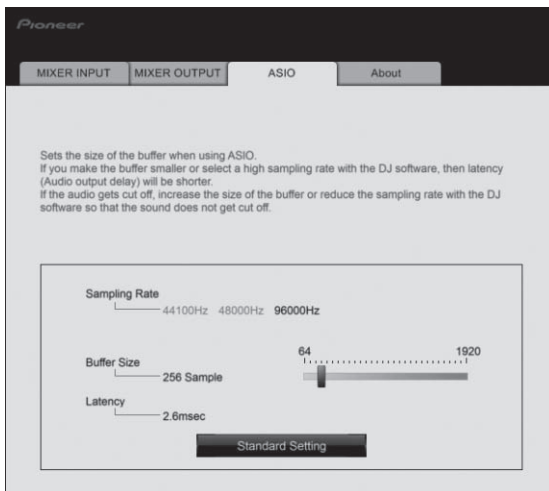 Pioneer
MIXER INPUT MIXER OUTPUT ASIO About
Sets the size of the buffer when using ASIO.
If you make the buffer smaller or select a high sampling rate with the DJ software, then latency
(Audio output delay) will be shorter.
If the audio gets cut off, increase the size of the buffer or reduce the sampling rate with the DJ
software so that the sound does not get cut off.
Sampling Rate
44100Hz 48000Hz 96000Hz
64 1920
Buffer Size
256 Sample
Latency
2.6msec
Standard Setting